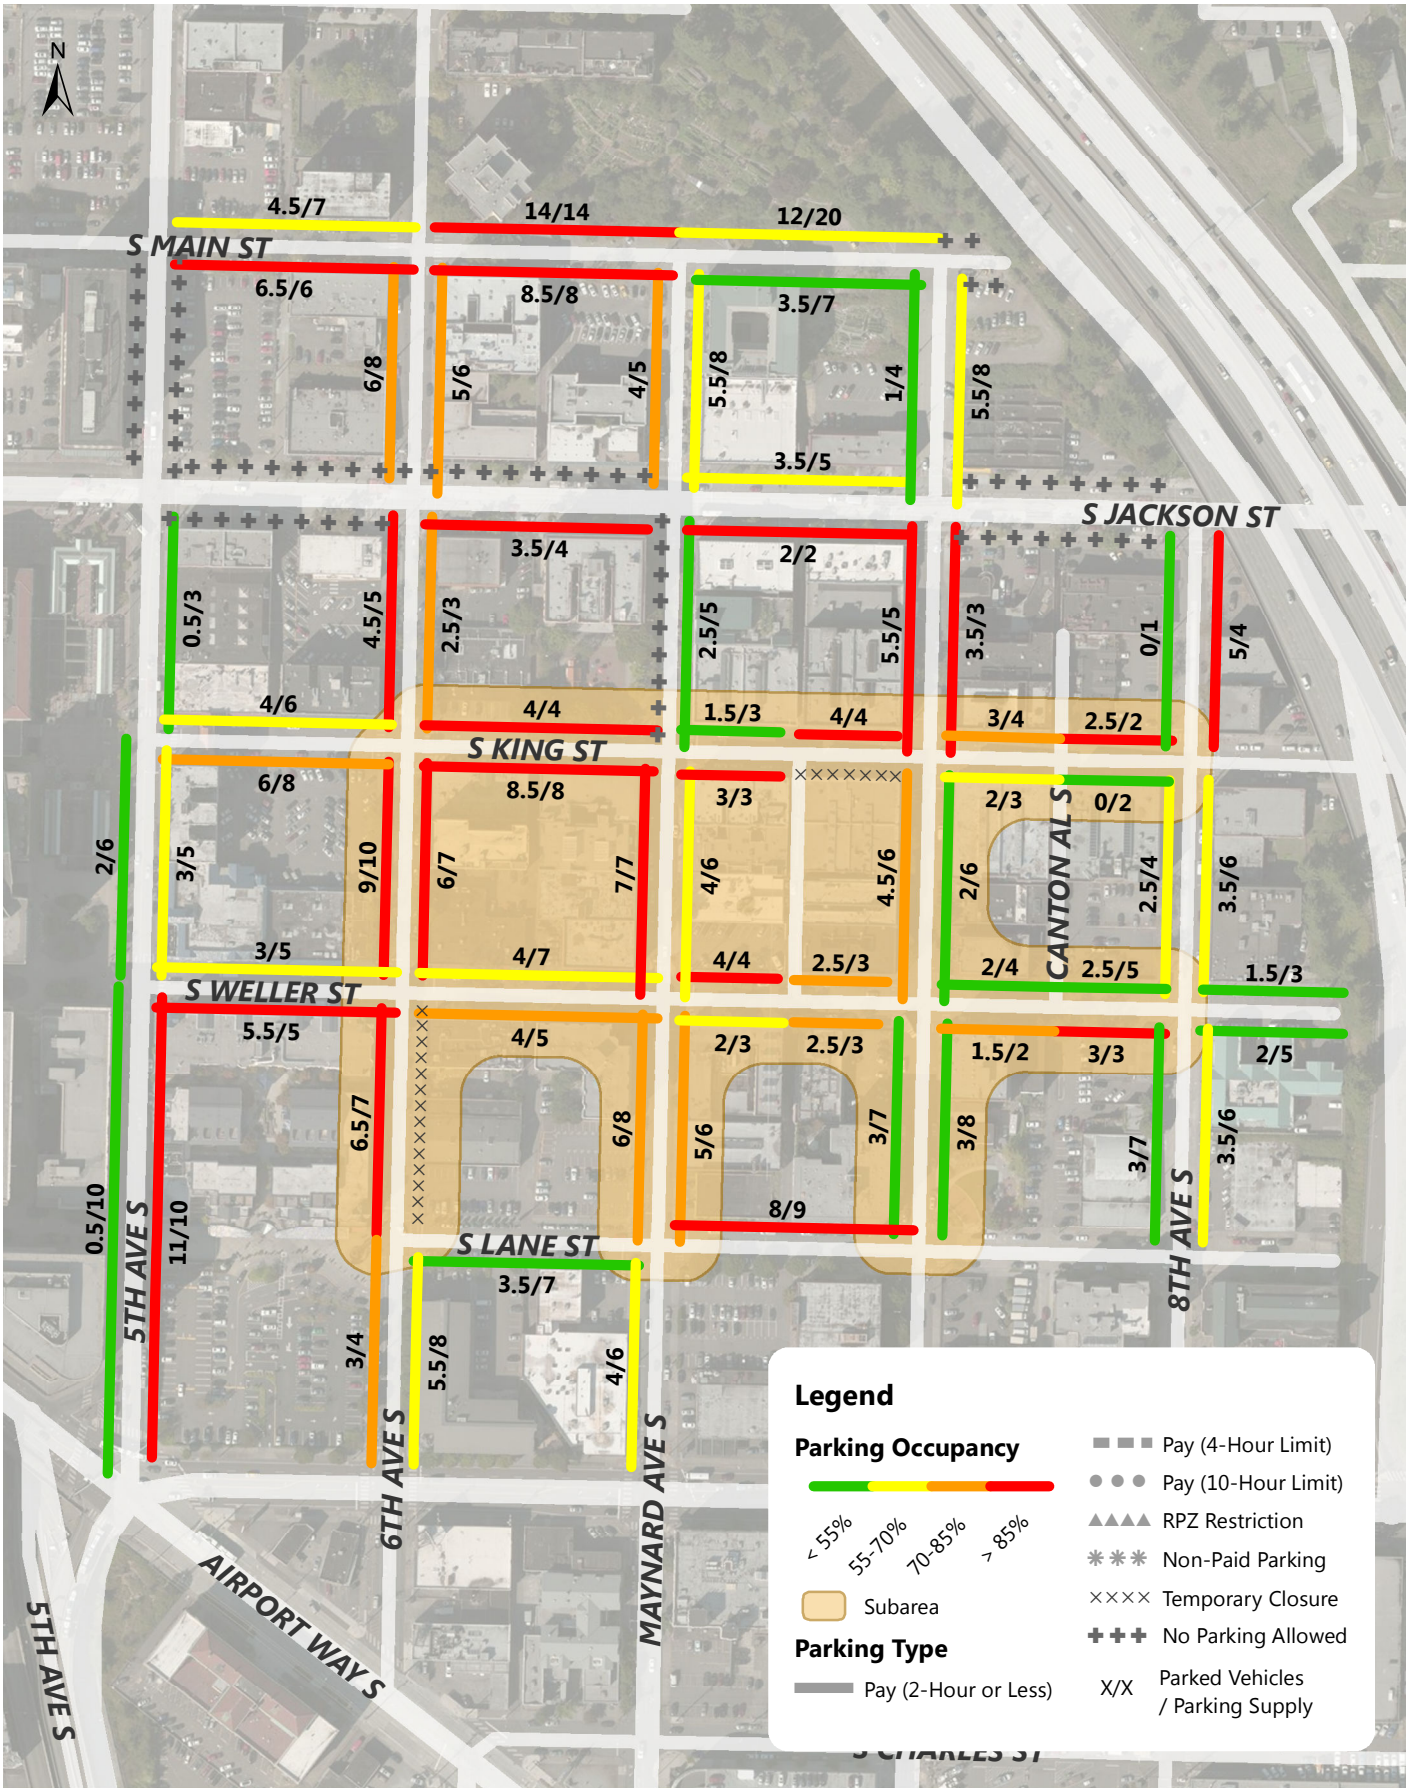 N
4.5/7
14/14
12/20
S MAIN ST
6.5/6
8.5/8
3.5/7
6/8
5/6
4/5
5.5/8
1/4
5.5/8
3.5/5
S JACKSON ST
3.5/4
2/2
0.5/3
4.5/5
2.5/3
2.5/5
5.5/5
3.5/3
0/1
5/4
4/6
4/4
1.5/3
4/4
3/4
2.5/2
S KING ST
6/8
8.5/8
3/3
2/3
0/2
2/6
3/5
9/10
6/7
7/7
4/6
4.5/6
2/6
CANTON AL S
2.5/4
3.5/6
3/5
4/7
4/4
2.5/3
2/4
2.5/5
1.5/3
S WELLER ST
5.5/5
4/5
2/3
2.5/3
1.5/2
3/3
2/5
6.5/7
6/8
5/6
3/7
3/8
3/7
3.5/6
0.5/10
5TH AVE S
11/10
8/9
8TH AVE S
S LANE ST
3.5/7
3/4
5.5/8
4/6
6TH AVE S
MAYNARD AVE S
AIRPORT WAY S
5TH AVE S
S CHARLES ST
Legend
Parking Occupancy
< 55%
55-70%
70-85%
> 85%
Subarea
Parking Type
Pay (2-Hour or Less)
Pay (4-Hour Limit)
Pay (10-Hour Limit)
RPZ Restriction
Non-Paid Parking
Temporary Closure
No Parking Allowed
X/X
Parked Vehicles
/ Parking Supply